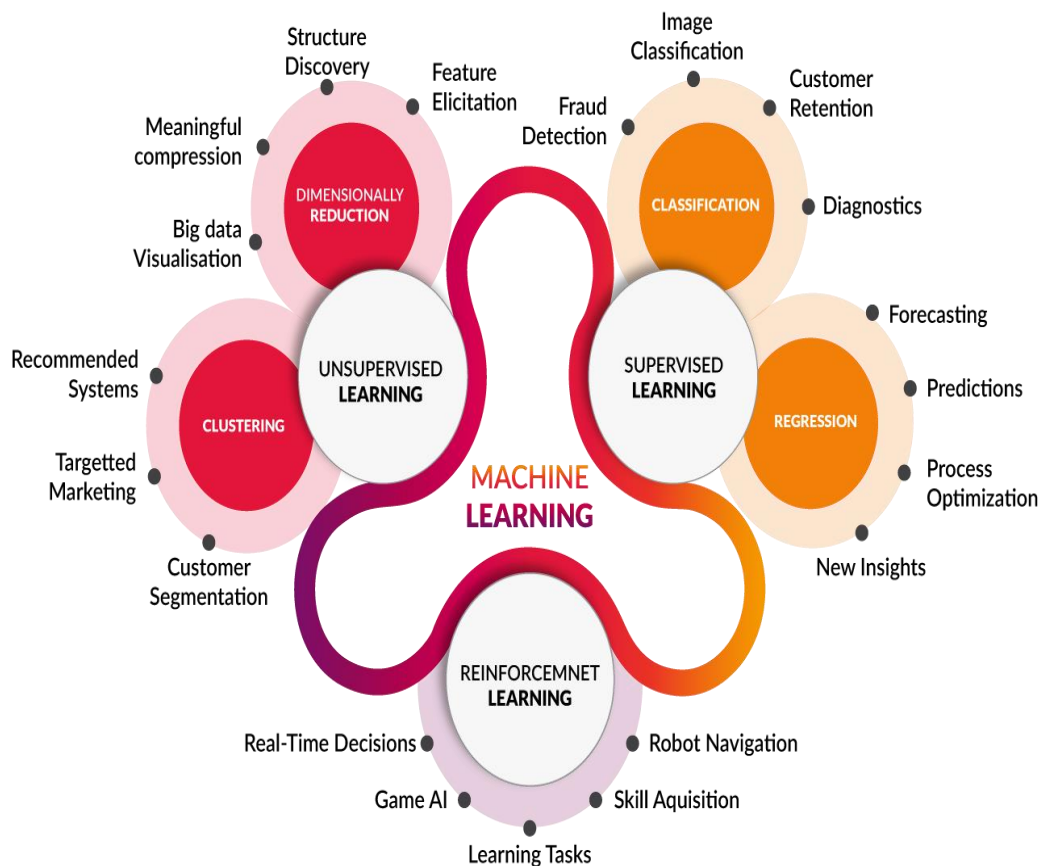 Structure
Discovery
Feature
Elicitation
Meaningful
compression
Big data
Visualisation
DIMENSIONALLY
REDUCTION
Image
Classification
Customer
Retention
Fraud
Detection
Diagnostics
CLASSIFICATION
UNSUPERVISED
LEARNING
SUPERVISED
LEARNING
Recommended
Systems
Targetted
Marketing
Customer
Segmentation
CLUSTERING
Forecasting
Predictions
Process
Optimization
New Insights
REGRESSION
MACHINE
LEARNING
REINFORCEMNET
LEARNING
Real-Time Decisions
Game AI
Learning Tasks
Skill Aquisition
Robot Navigation